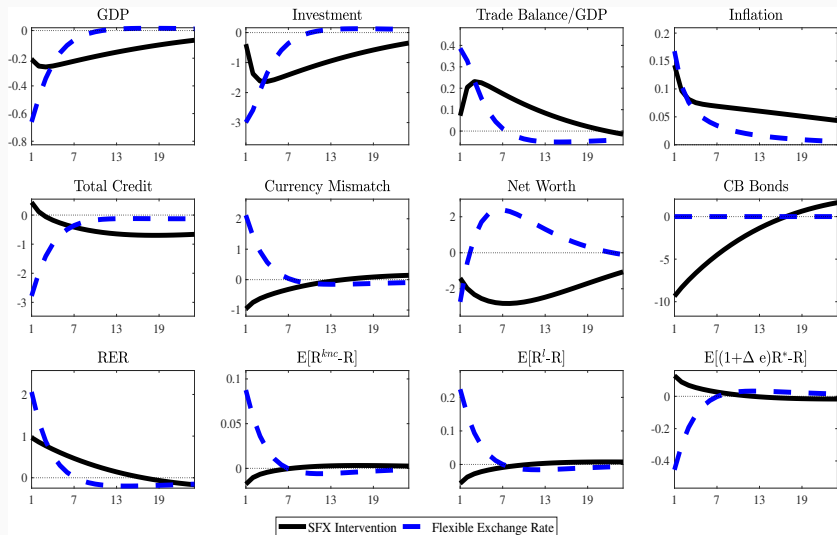 GDP Investment Trade Balance/GDP Inflation
0 0 0.4 0.2
-0.2 -1 0.3 0.15
-0.4 -2 0.2 0.1
-0.6 -3 0.1 0.05
-0.8 0 0
1 7 13 19 1 7 13 19 1 7 13 19 1 7 13 19
Total Credit Currency Mismatch Net Worth CB Bonds
0 2 2 0
-1 1 0 -5
-2 0 -2 -10
-3 -1
1 7 13 19 1 7 13 19 1 7 13 19 1 7 13 19
RER E[R^{knc}-R] E[R^l-R] E[(1+Δ e)R*-R]
2 0.1 0.2 0
1 0.05 0.1 -0.2
0 0 0 -0.4
1 7 13 19 1 7 13 19 1 7 13 19 1 7 13 19
SFX Intervention Flexible Exchange Rate